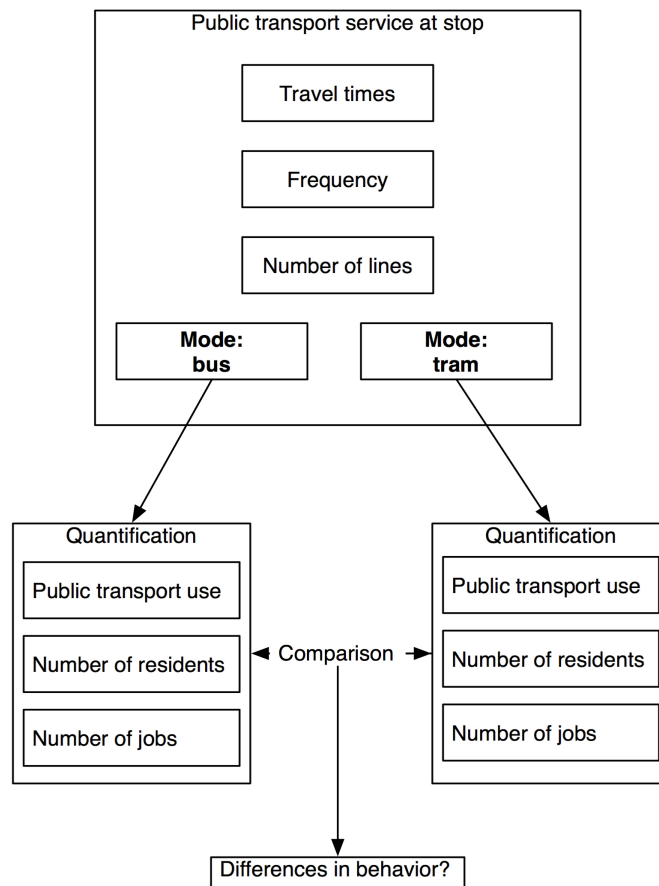 Public transport service at stop
Travel times
Frequency
Number of lines
Mode:
bus
Mode:
tram
Quantification
Public transport use
Number of residents
Number of jobs
Comparison
Quantification
Public transport use
Number of residents
Number of jobs
Differences in behavior?